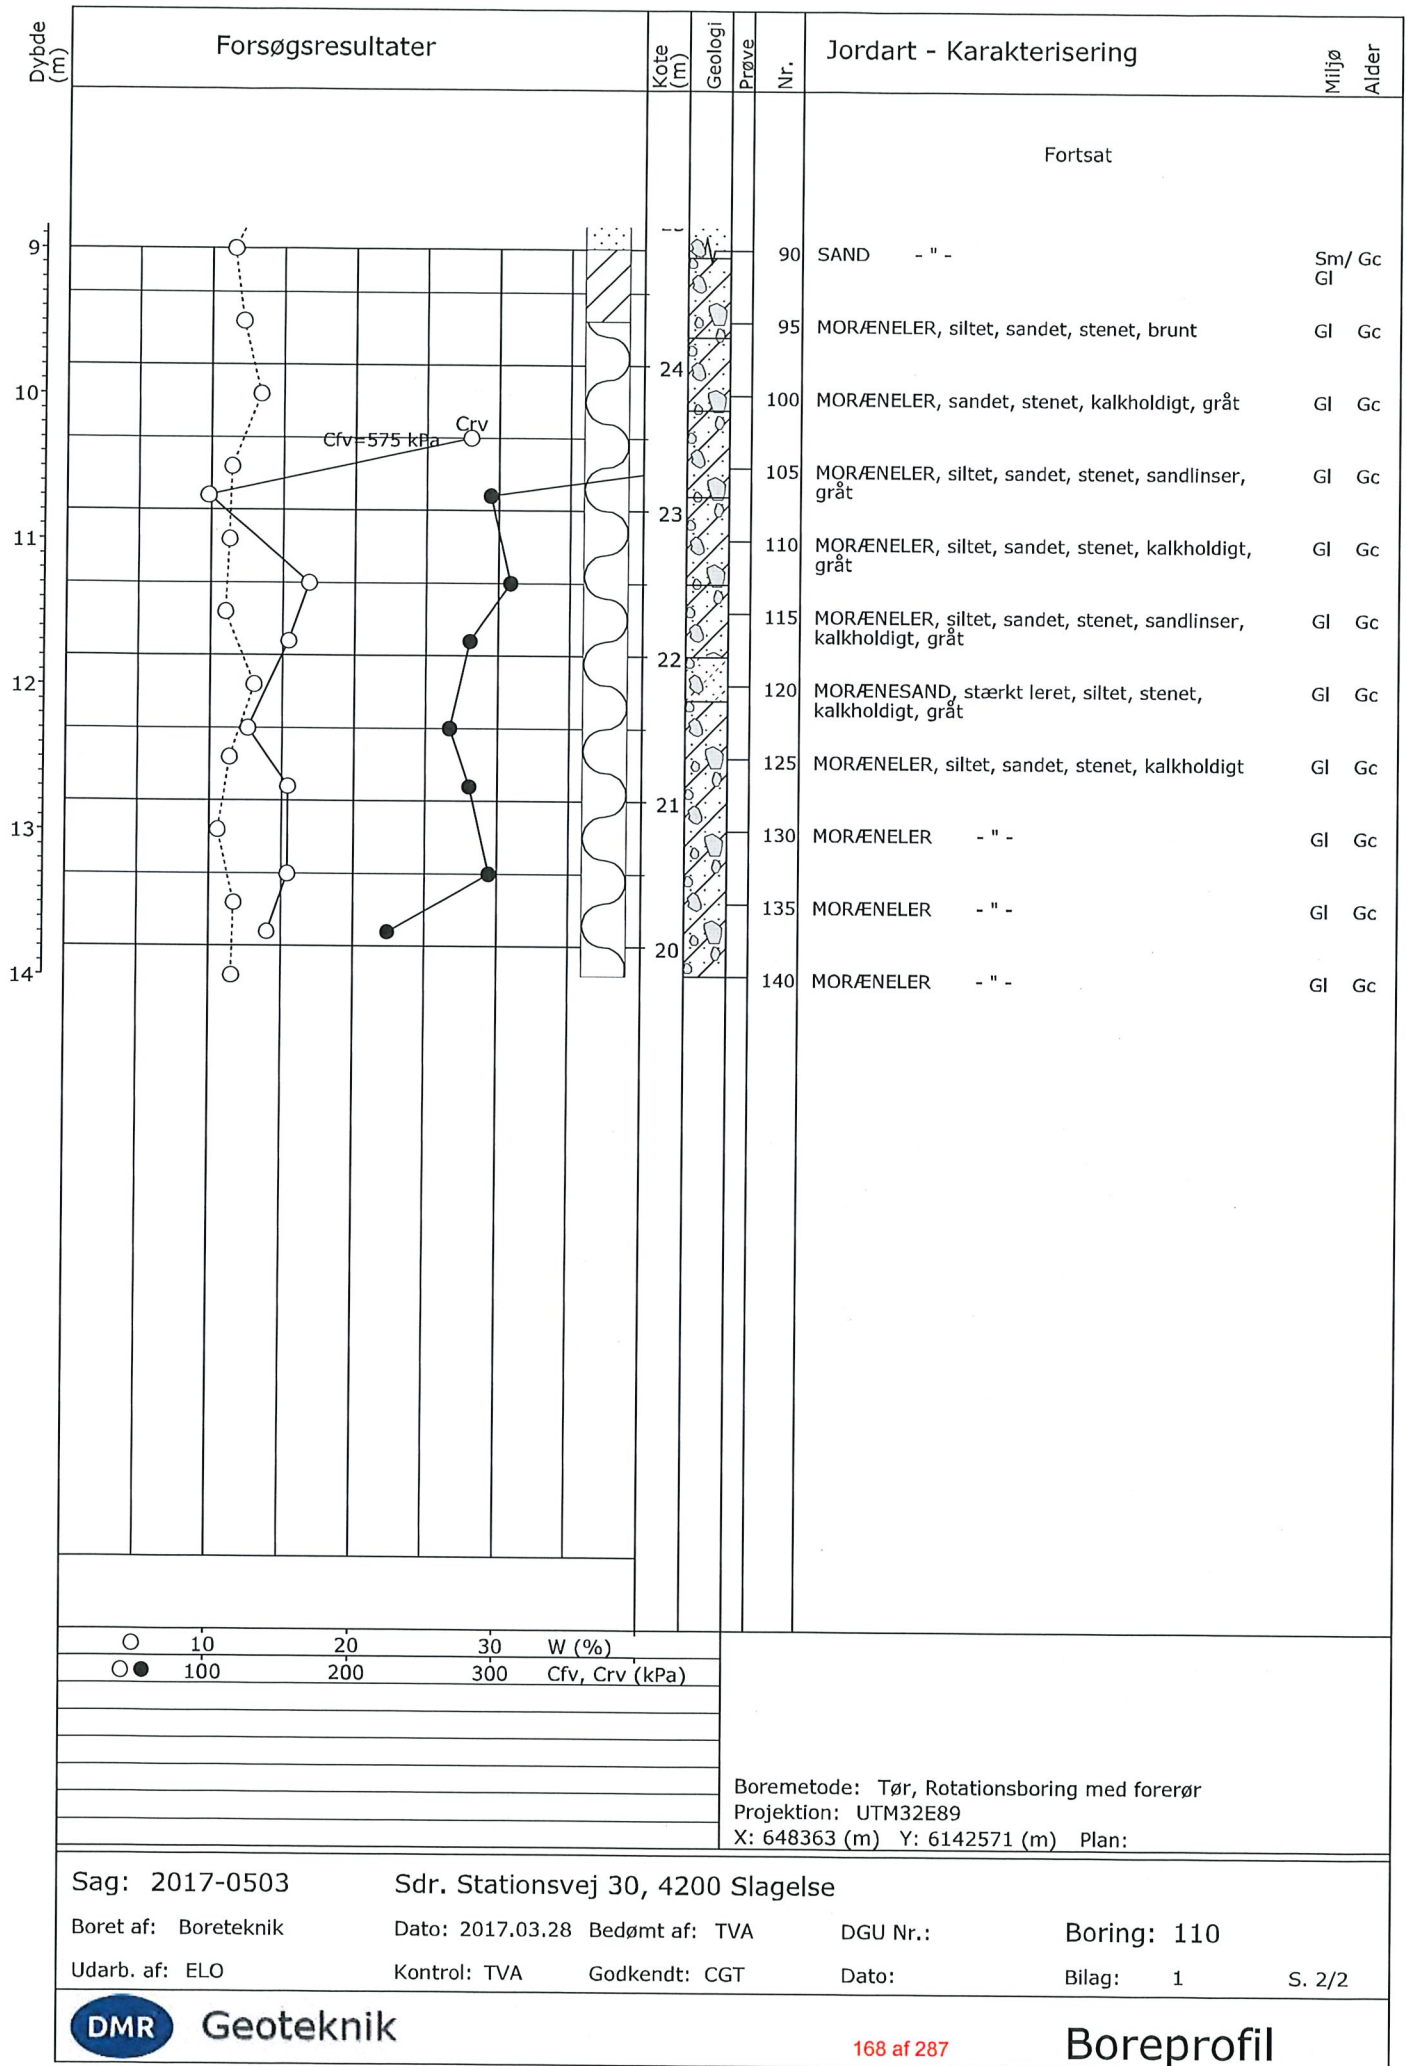 Dybde (m)
Forsøgsresultater
Kote (m)
Geologi
Prøve
Nr.
Jordart - Karakterisering
Miljø
Alder
Fortsat
9
90 SAND - " - Sm/ Gc
Gl
95 MORÆNELER, siltet, sandet, stenet, brunt Gl Gc
24
10
100 MORÆNELER, sandet, stenet, kalkholdigt, gråt Gl Gc
Crv
Cfv=575 kPa
105 MORÆNELER, siltet, sandet, stenet, sandlinser, Gl Gc
gråt
23
11
110 MORÆNELER, siltet, sandet, stenet, kalkholdigt, Gl Gc
gråt
115 MORÆNELER, siltet, sandet, stenet, sandlinser, Gl Gc
kalkholdigt, gråt
22
12
120 MORÆNESAND, stærkt leret, siltet, stenet, Gl Gc
kalkholdigt, gråt
125 MORÆNELER, siltet, sandet, stenet, kalkholdigt Gl Gc
21
13
130 MORÆNELER - " - Gl Gc
135 MORÆNELER - " - Gl Gc
20
14
140 MORÆNELER - " - Gl Gc
10 20 30 W (%)
100 200 300 Cfv, Crv (kPa)
Boremetode: Tør, Rotationsboring med forerør
Projektion: UTM32E89
X: 648363 (m) Y: 6142571 (m) Plan:
Sag: 2017-0503 Sdr. Stationsvej 30, 4200 Slagelse
Boret af: Boreteknik Dato: 2017.03.28 Bedømt af: TVA DGU Nr.: Boring: 110
Udarb. af: ELO Kontrol: TVA Godkendt: CGT Dato: Bilag: 1 S. 2/2
DMR Geoteknik
168 af 287
Boreprofil